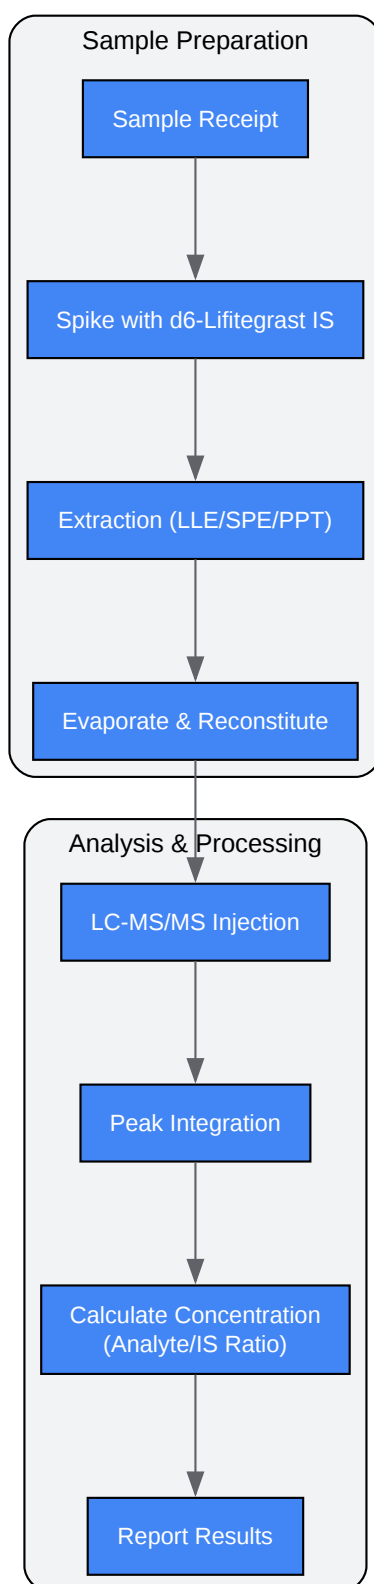 Sample Preparation
Sample Receipt
Spike with d6-Lifitegrast IS
Extraction (LLE/SPE/PPT)
Evaporate & Reconstitute
Analysis & Processing
LC-MS/MS Injection
Peak Integration
Calculate Concentration
(Analyte/IS Ratio)
Report Results